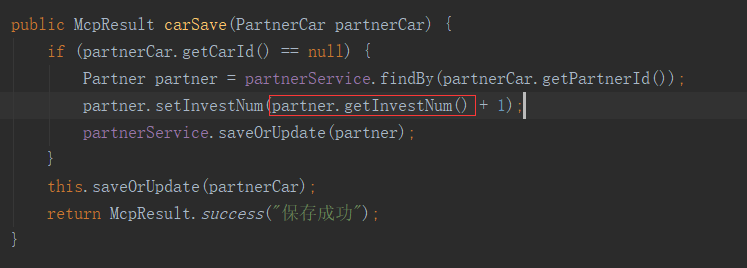 public McpResult carSave(PartnerCar partnerCar) {
if (partnerCar.getCarId() == null) {
Partner partner = partnerService.findBy(partnerCar.getPartnerId());
partner.setInvestNum(partner.getInvestNum() + 1);
partnerService.saveOrUpdate(partner);
}
this.saveOrUpdate(partnerCar);
return McpResult.success("保存成功");
}